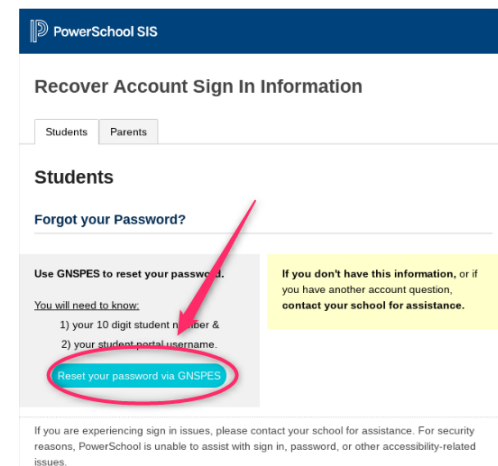 PowerSchool SIS
Recover Account Sign In Information
Students
Parents
Students
Forgot your Password?
Use GNSPES to reset your password.
You will need to know:
1) your 10 digit student number &
2) your student portal username.
Reset your password via GNSPES
If you don't have this information, or if
you have another account question,
contact your school for assistance.
If you are experiencing sign in issues, please contact your school for assistance. For security
reasons, PowerSchool is unable to assist with sign in, password, or other accessibility-related
issues.